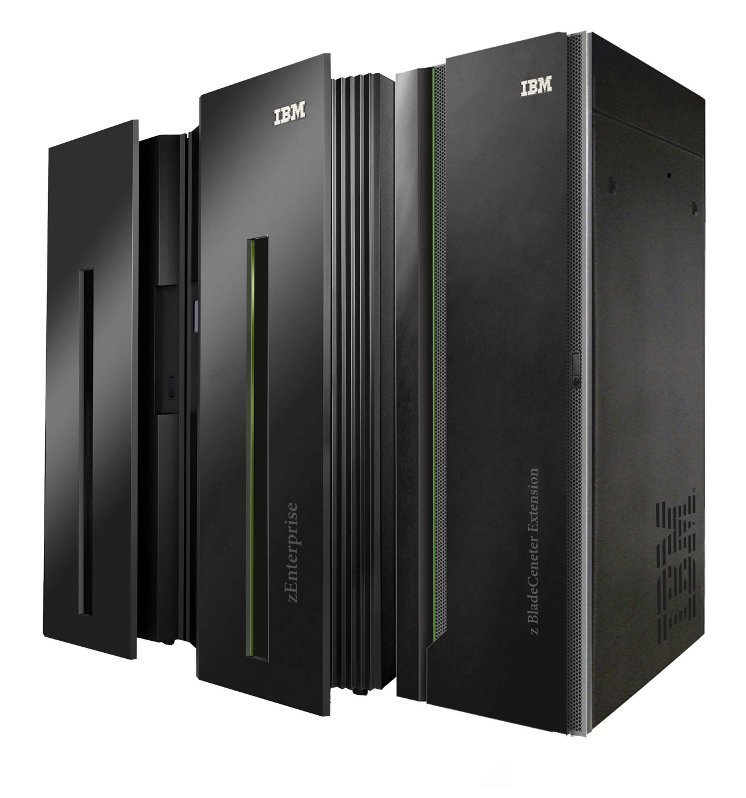 IBM
zEnterprise
IBM
z BladeCeneter Extension
IBM